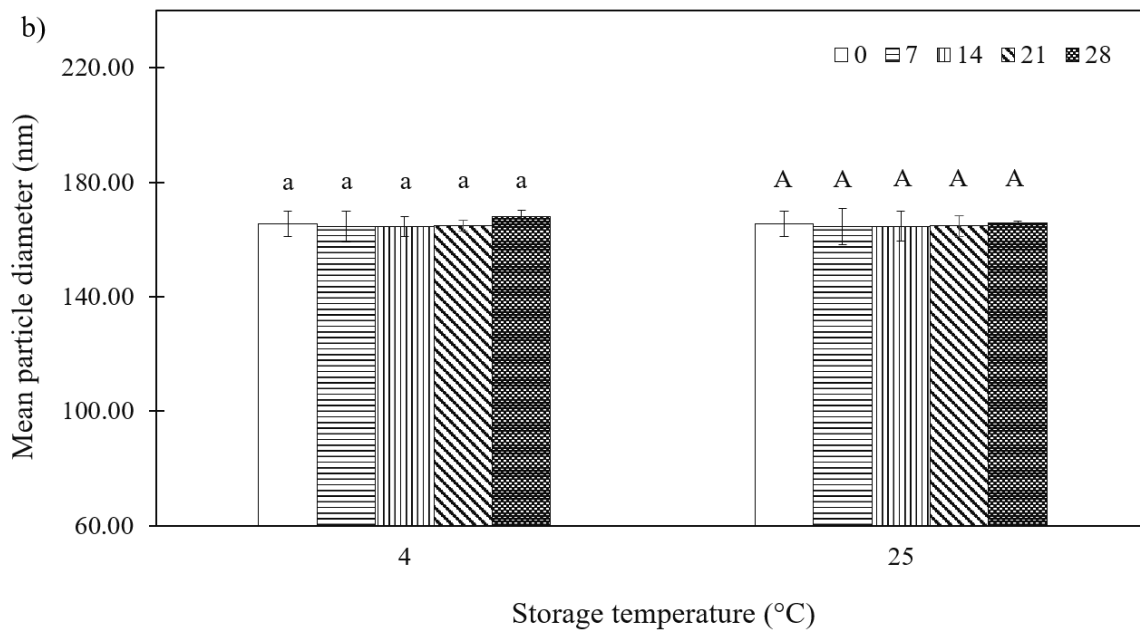 b)
0 7 14 21 28
220.00
180.00
140.00
100.00
60.00
Mean particle diameter (nm)
a a a a a
A A A A A
4 25
Storage temperature (°C)